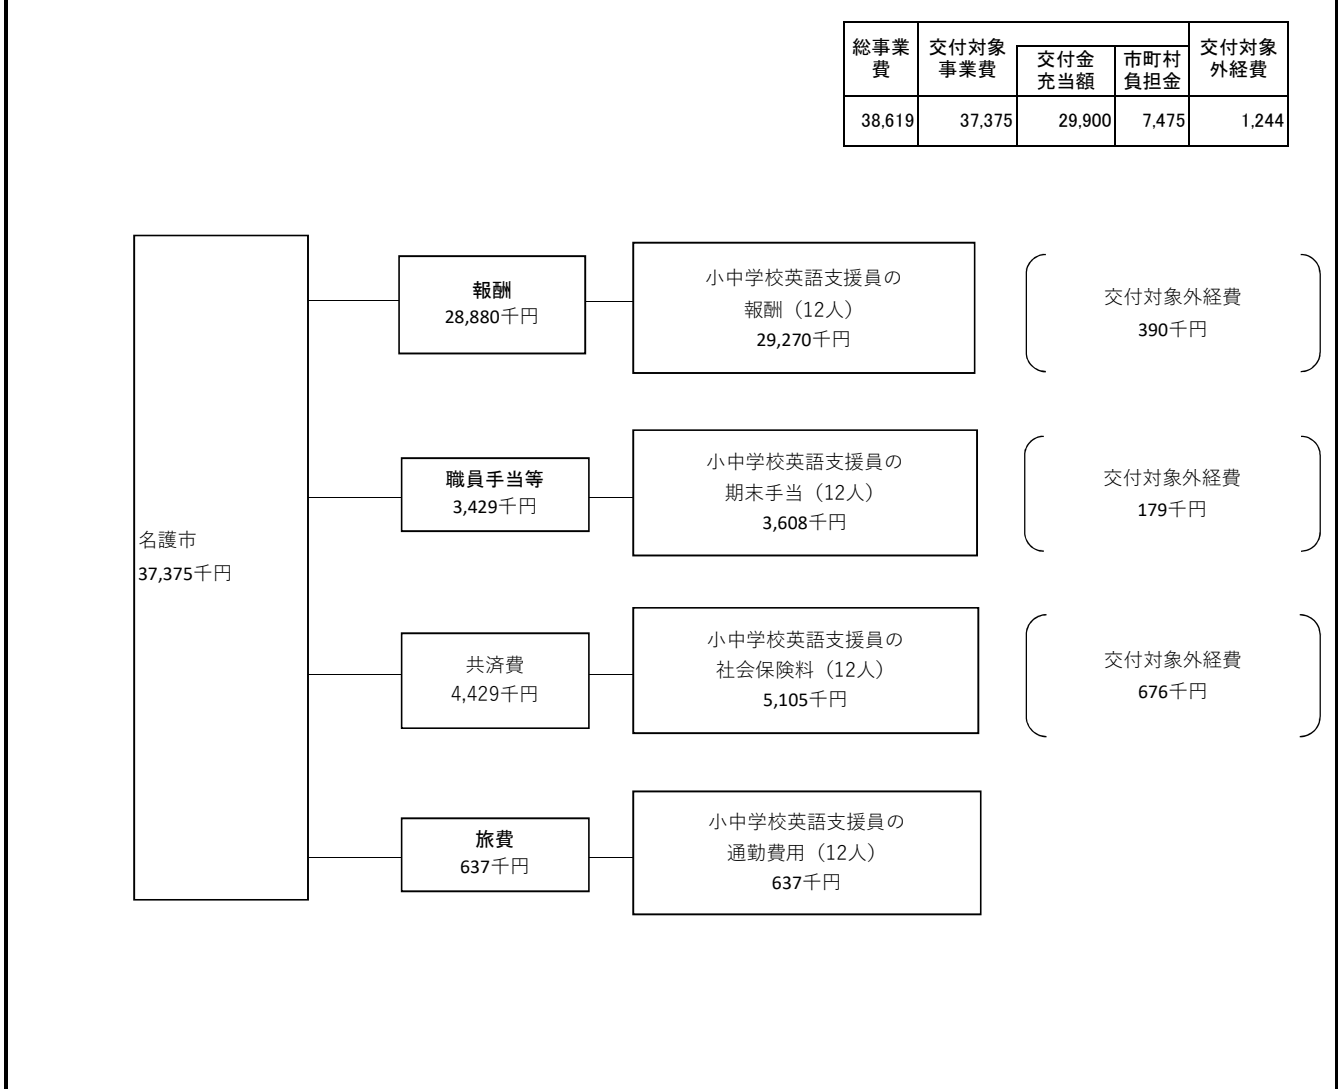 総事業
費
交付対象
事業費
交付金
充当額
市町村
負担金
交付対象
外経費
38,619
37,375
29,900
7,475
1,244
名護市
37,375千円
報酬
28,880千円
小中学校英語支援員の
報酬（12人）
29,270千円
交付対象外経費
390千円
職員手当等
3,429千円
小中学校英語支援員の
期末手当（12人）
3,608千円
交付対象外経費
179千円
共済費
4,429千円
小中学校英語支援員の
社会保険料（12人）
5,105千円
交付対象外経費
676千円
旅費
637千円
小中学校英語支援員の
通勤費用（12人）
637千円